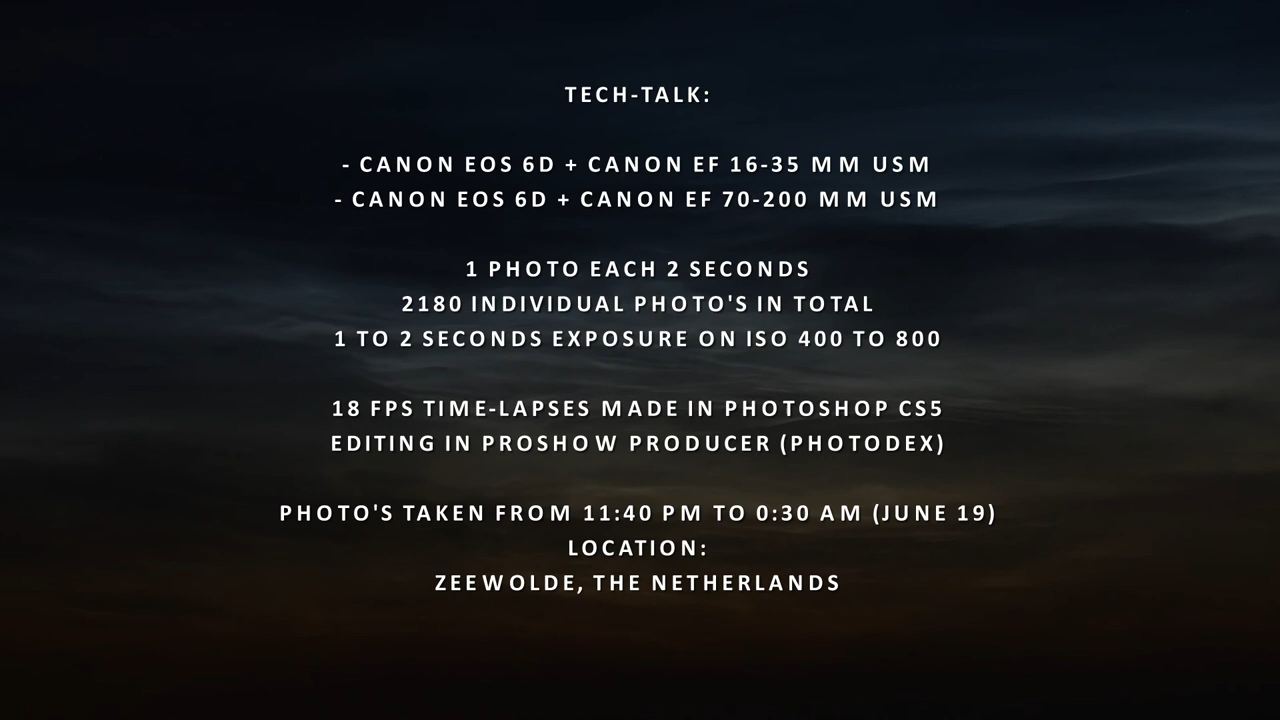 TECH-TALK:
- CANON EOS 6D + CANON EF 16-35 MM USM
- CANON EOS 6D + CANON EF 70-200 MM USM
1 PHOTO EACH 2 SECONDS
2180 INDIVIDUAL PHOTO'S IN TOTAL
1 TO 2 SECONDS EXPOSURE ON ISO 400 TO 800
18 FPS TIME-LAPSES MADE IN PHOTOSHOP CS5
EDITING IN PROSHOW PRODUCER (PHOTODEX)
PHOTO'S TAKEN FROM 11:40 PM TO 0:30 AM (JUNE 19)
LOCATION:
ZEEWOLDE, THE NETHERLANDS